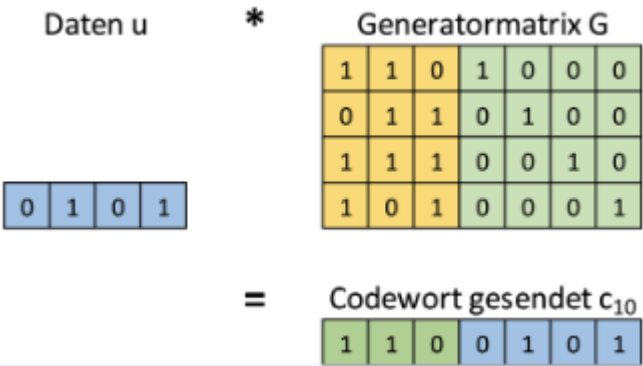 Daten u * Generatormatrix G
1 1 0 1 0 0 0
0 1 1 0 1 0 0
1 1 1 0 0 1 0
0 1 0 1 1 0 1 0 0 0 1
= Codewort gesendet c₁₀
1 1 0 0 1 0 1